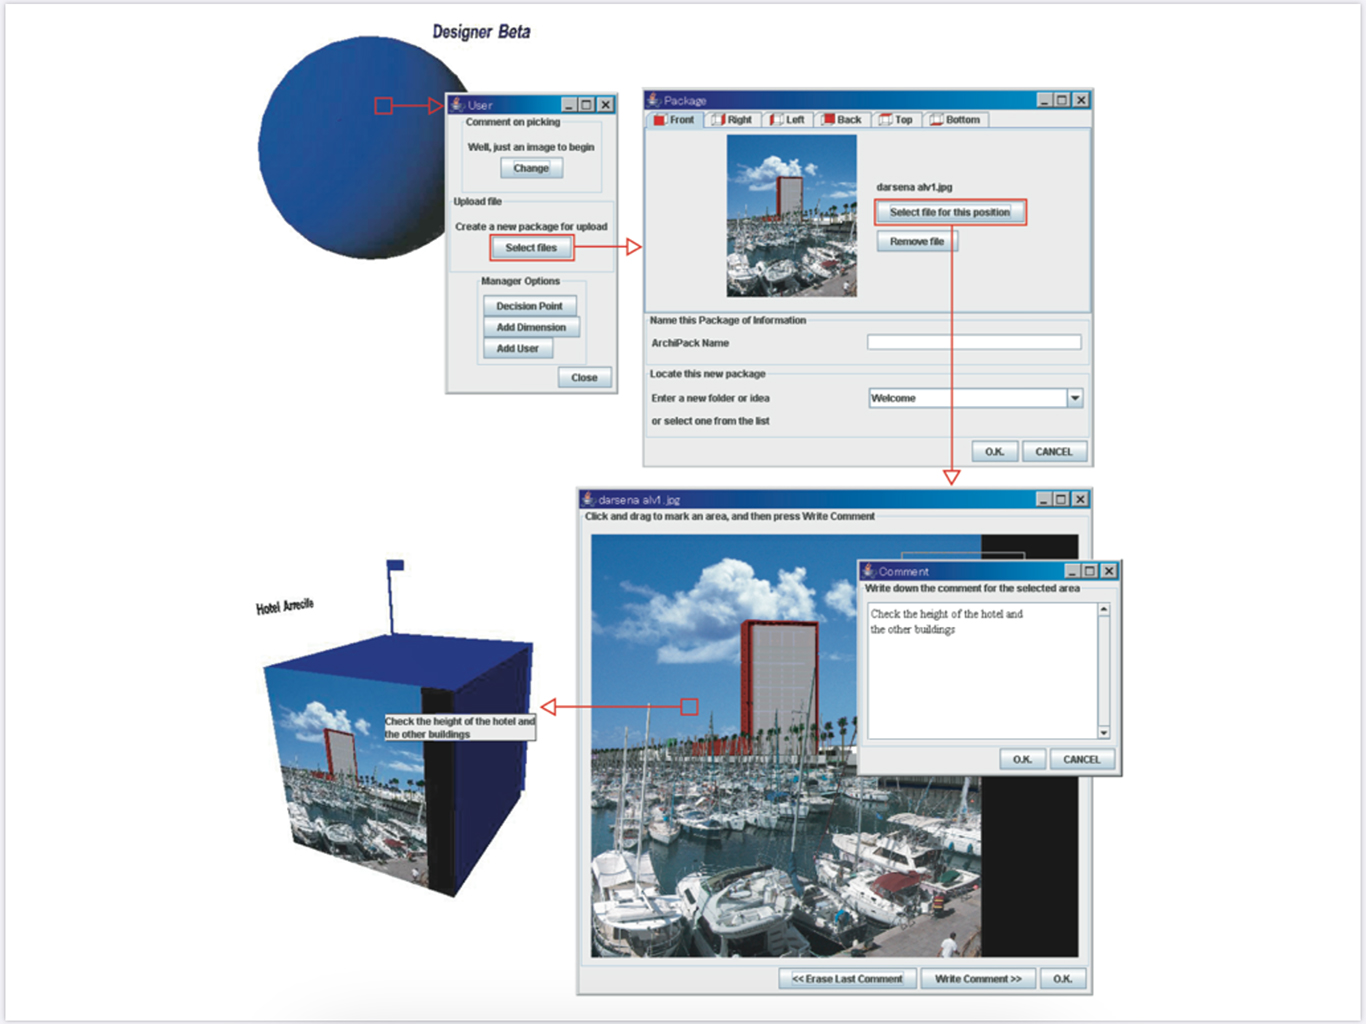 Designer Beta
User
Comment on picking
Well, just an image to begin
Change
Upload file
Create a new package for upload
Select files
Manager Options
Decision Point
Add Dimension
Add User
Close
Package
Front Right Left Back Top Bottom
darsena alv1.jpg
Select file for this position
Remove file
Name this Package of Information
ArchiPack Name
Locate this new package
Enter a new folder or idea
Welcome
or select one from the list
O.K. CANCEL
darsena alv1.jpg
Click and drag to mark an area, and then press Write Comment
Comment
Write down the comment for the selected area
Check the height of the hotel and
the other buildings
O.K. CANCEL
<< Erase Last Comment Write Comment >> O.K.
Hotel Arrecife
Check the height of the hotel and
the other buildings